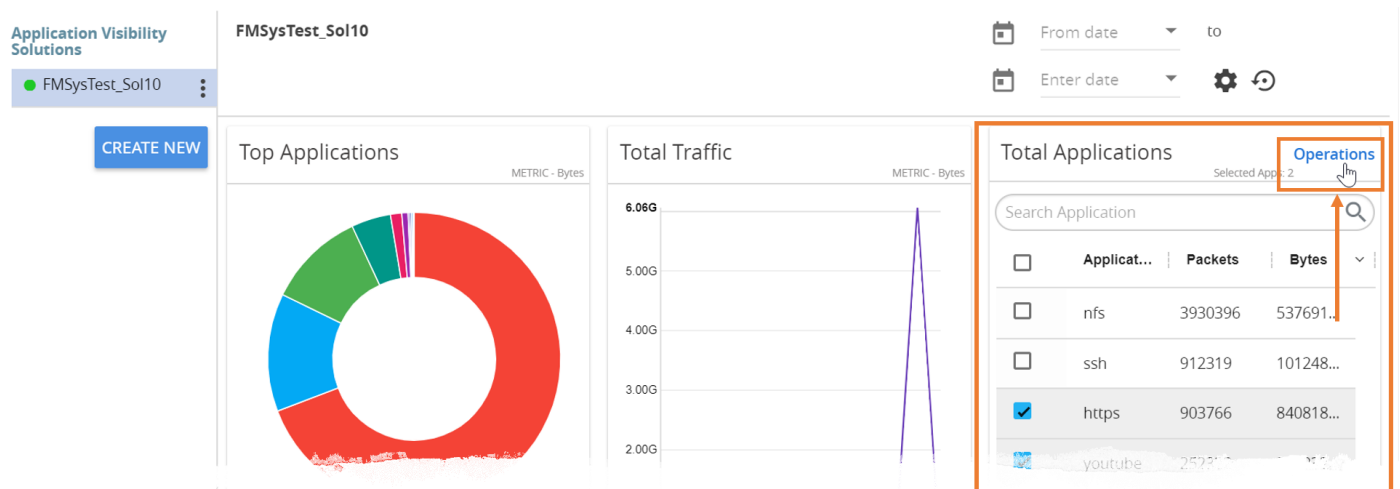 Application Visibility
Solutions
FMSysTest_Sol10
CREATE NEW
FMSysTest_Sol10
From date
to
Enter date
Top Applications
METRIC - Bytes
Total Traffic
METRIC - Bytes
6.06G
5.00G
4.00G
3.00G
2.00G
Total Applications
Operations
Selected Apps: 2
Search Application
Applicat... Packets Bytes
nfs 3930396 537691...
ssh 912319 101248...
https 903766 840818...
youtube